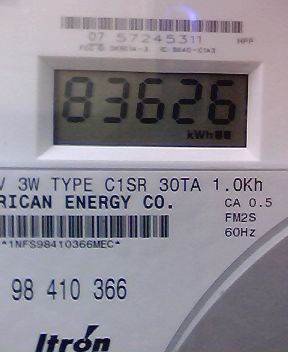 07 57245311
83626
kWh
V 3W TYPE C1SR 30TA 1.0Kh
RICAN ENERGY CO.
CA 0.5
FM2S
60Hz
*1NFS98410366MEC*
98 410 366
Itrón